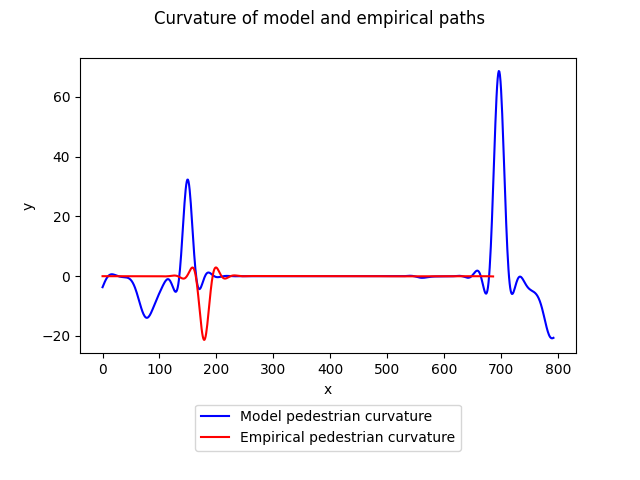 Curvature of model and empirical paths
60
40
20
0
−20
y
0 100 200 300 400 500 600 700 800
x
Model pedestrian curvature
Empirical pedestrian curvature